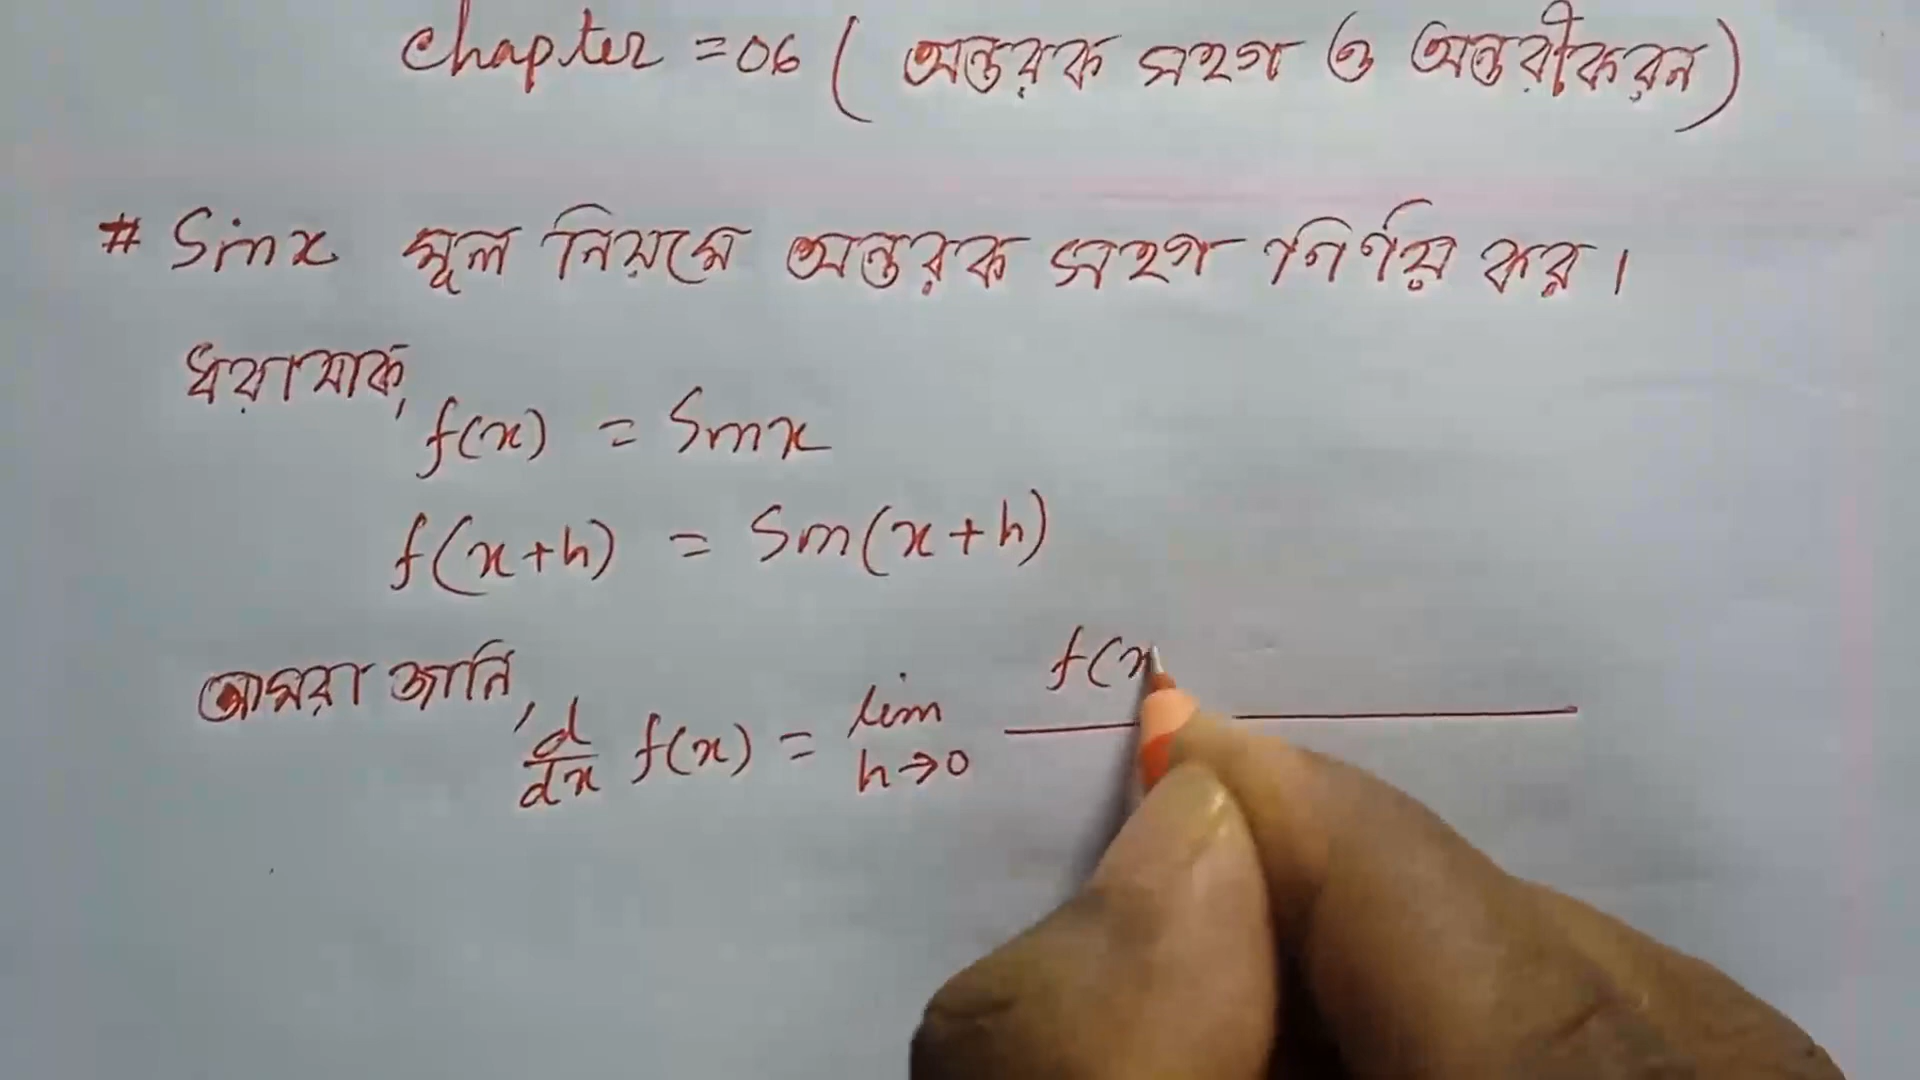 chapter = 06 ( অন্তরক সহগ ও অন্তরীকরন)
# Sinx মূল নিয়মে অন্তরক সহগ নির্ণয় কর।
ধরা যাক,
f(x) = Sinx
f(x+h) = Sin(x+h)
আমরা জানি,
d/dx f(x) = lim h→0 f(x